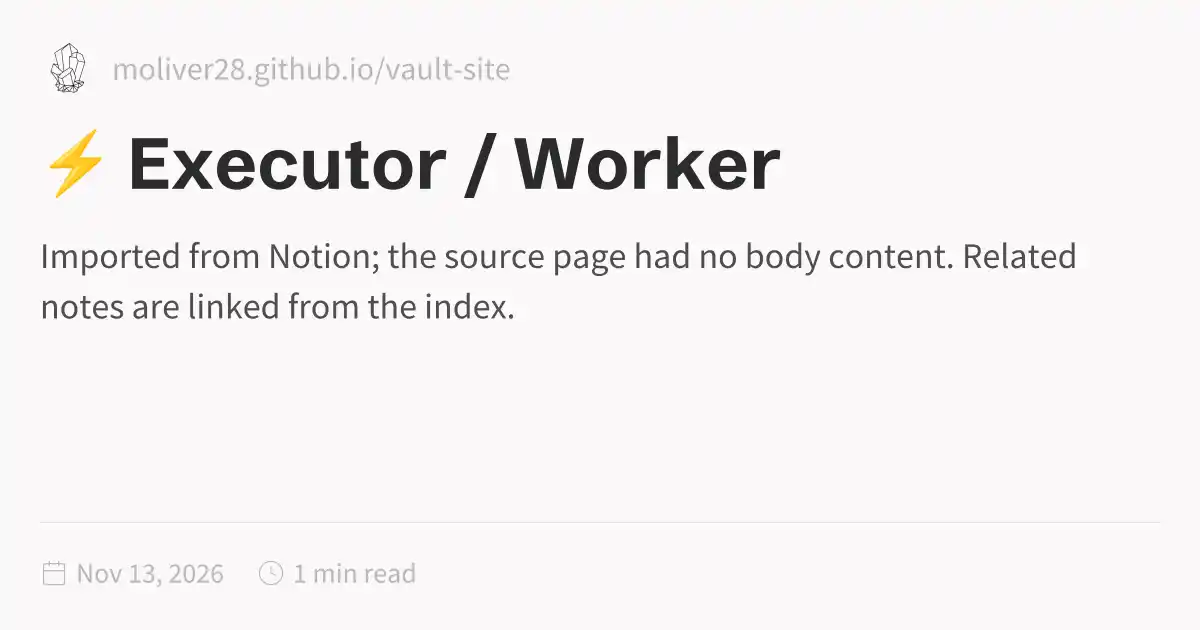 moliver28.github.io/vault-site
⚡ Executor / Worker
Imported from Notion; the source page had no body content. Related
notes are linked from the index.
Nov 13, 2026 1 min read